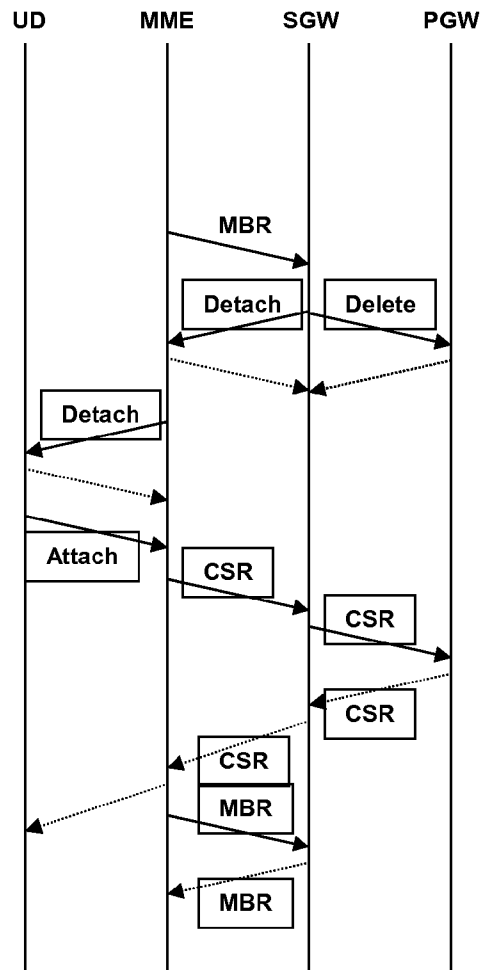 UD MME SGW PGW
MBR
Detach Delete
Detach
Attach
CSR
CSR
CSR
CSR
MBR
MBR